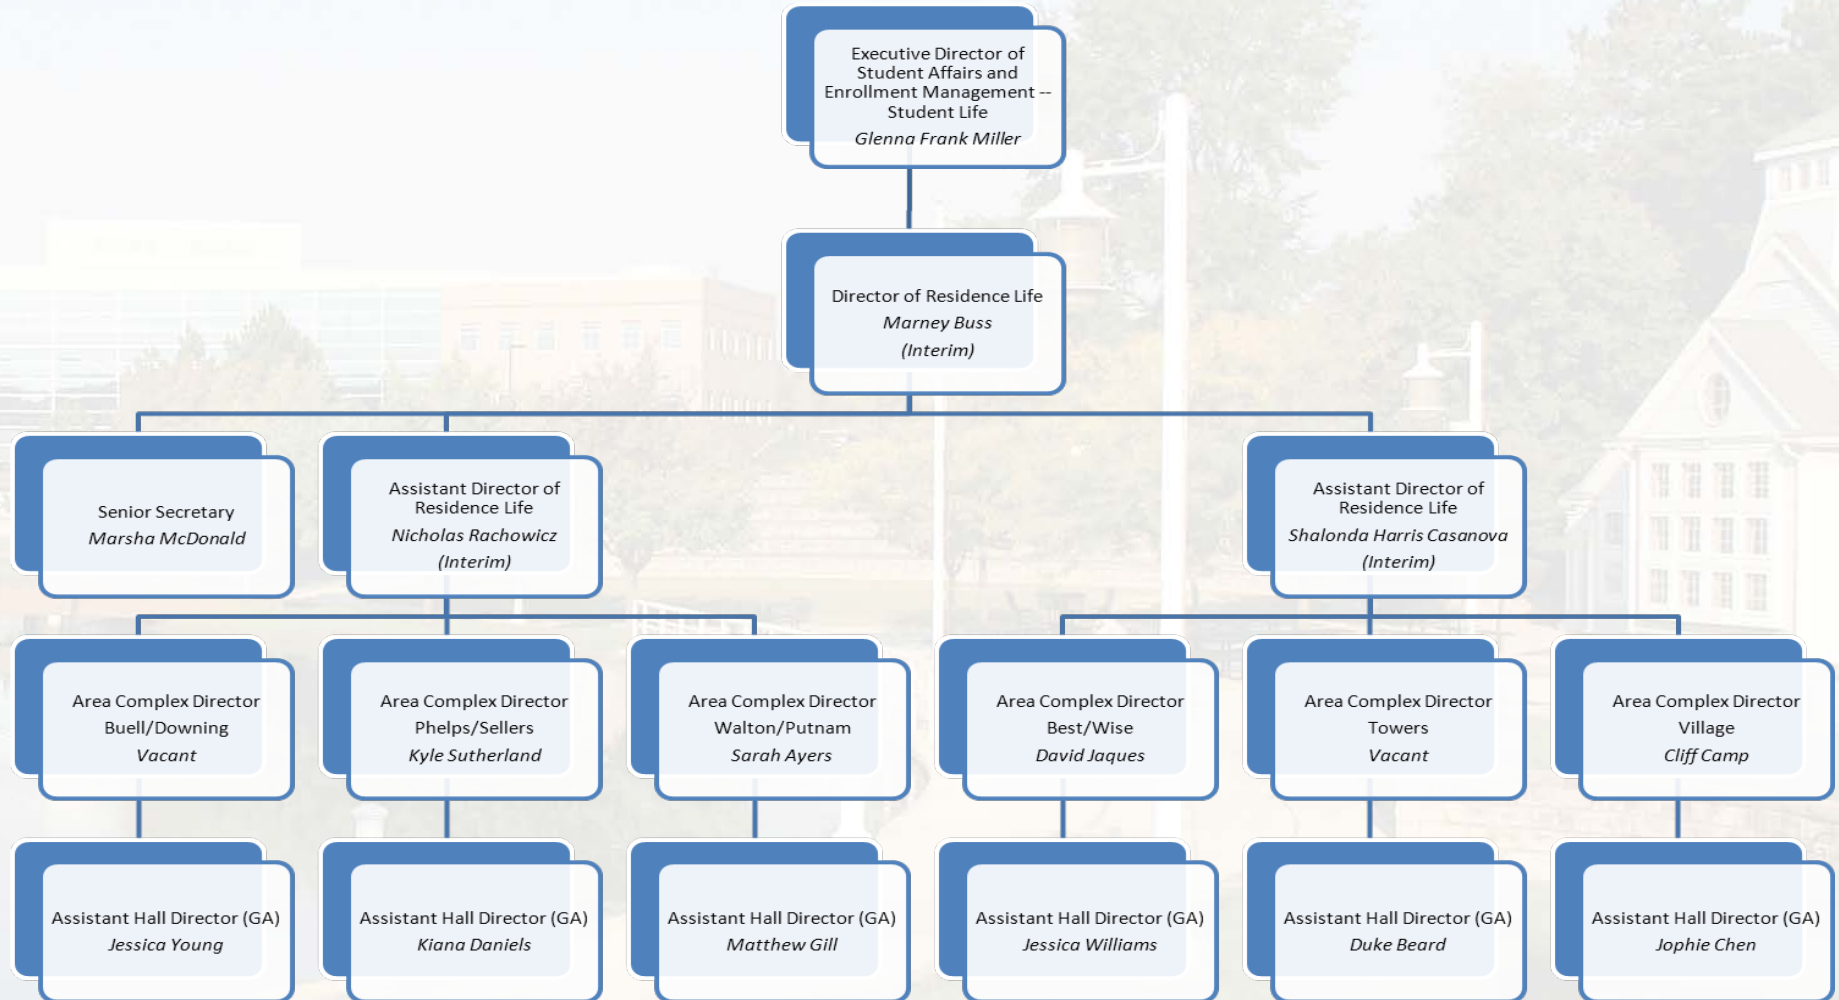 Executive Director of
Student Affairs and
Enrollment Management --
Student Life
Glenna Frank Miller
Director of Residence Life
Marney Buss
(Interim)
Senior Secretary
Marsha McDonald
Assistant Director of
Residence Life
Nicholas Rachowicz
(Interim)
Assistant Director of
Residence Life
Shalonda Harris Casanova
(Interim)
Area Complex Director
Buell/Downing
Vacant
Area Complex Director
Phelps/Sellers
Kyle Sutherland
Area Complex Director
Walton/Putnam
Sarah Ayers
Area Complex Director
Best/Wise
David Jaques
Area Complex Director
Towers
Vacant
Area Complex Director
Village
Cliff Camp
Assistant Hall Director (GA)
Jessica Young
Assistant Hall Director (GA)
Kiana Daniels
Assistant Hall Director (GA)
Matthew Gill
Assistant Hall Director (GA)
Jessica Williams
Assistant Hall Director (GA)
Duke Beard
Assistant Hall Director (GA)
Jophie Chen